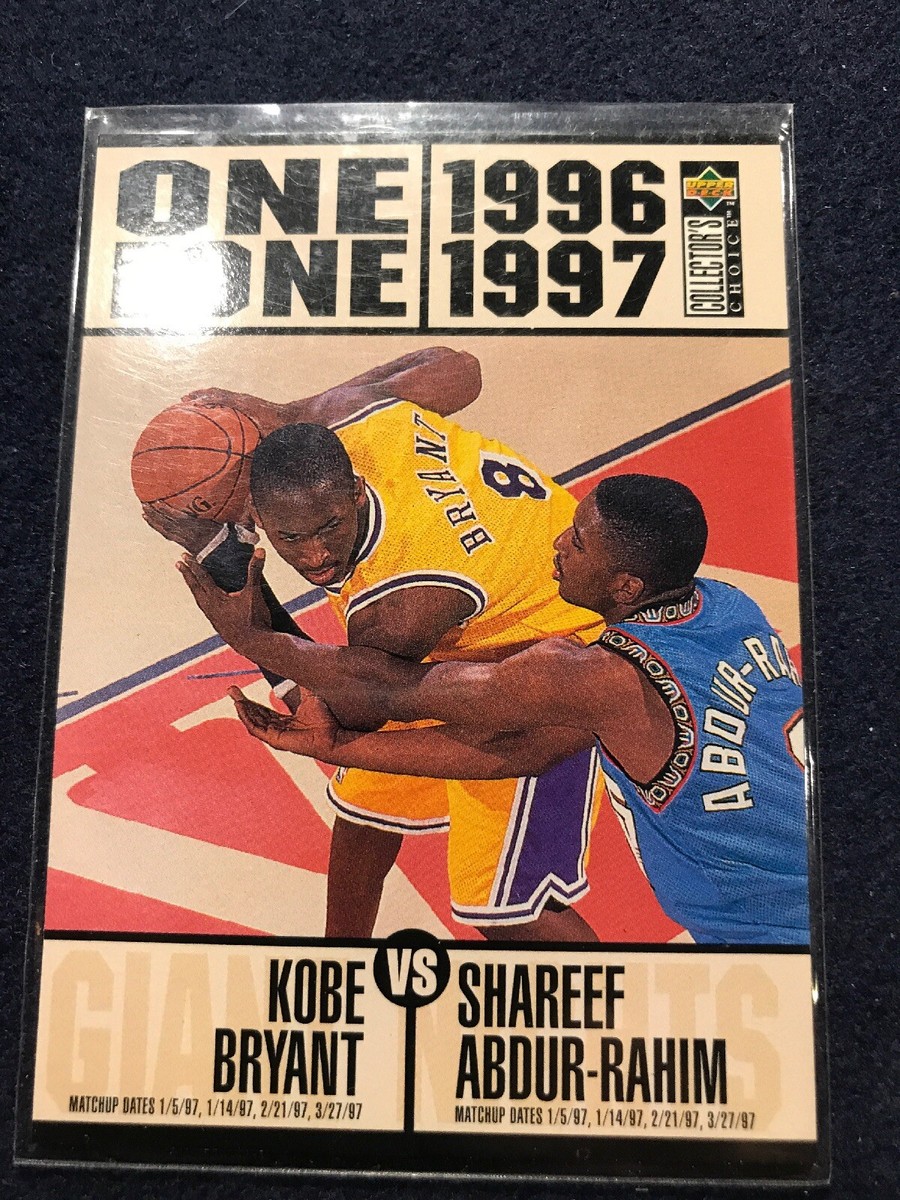 ONE 1996
ONE 1997
UPPER
DECK
COLLECTOR'S
CHOICE™
BRYANT
8
ABDUR-RA
VS
KOBE
BRYANT
MATCHUP DATES 1/5/97, 1/14/97, 2/21/97, 3/27/97
SHAREEF
ABDUR-RAHIM
MATCHUP DATES 1/5/97, 1/14/97, 2/21/97, 3/27/97